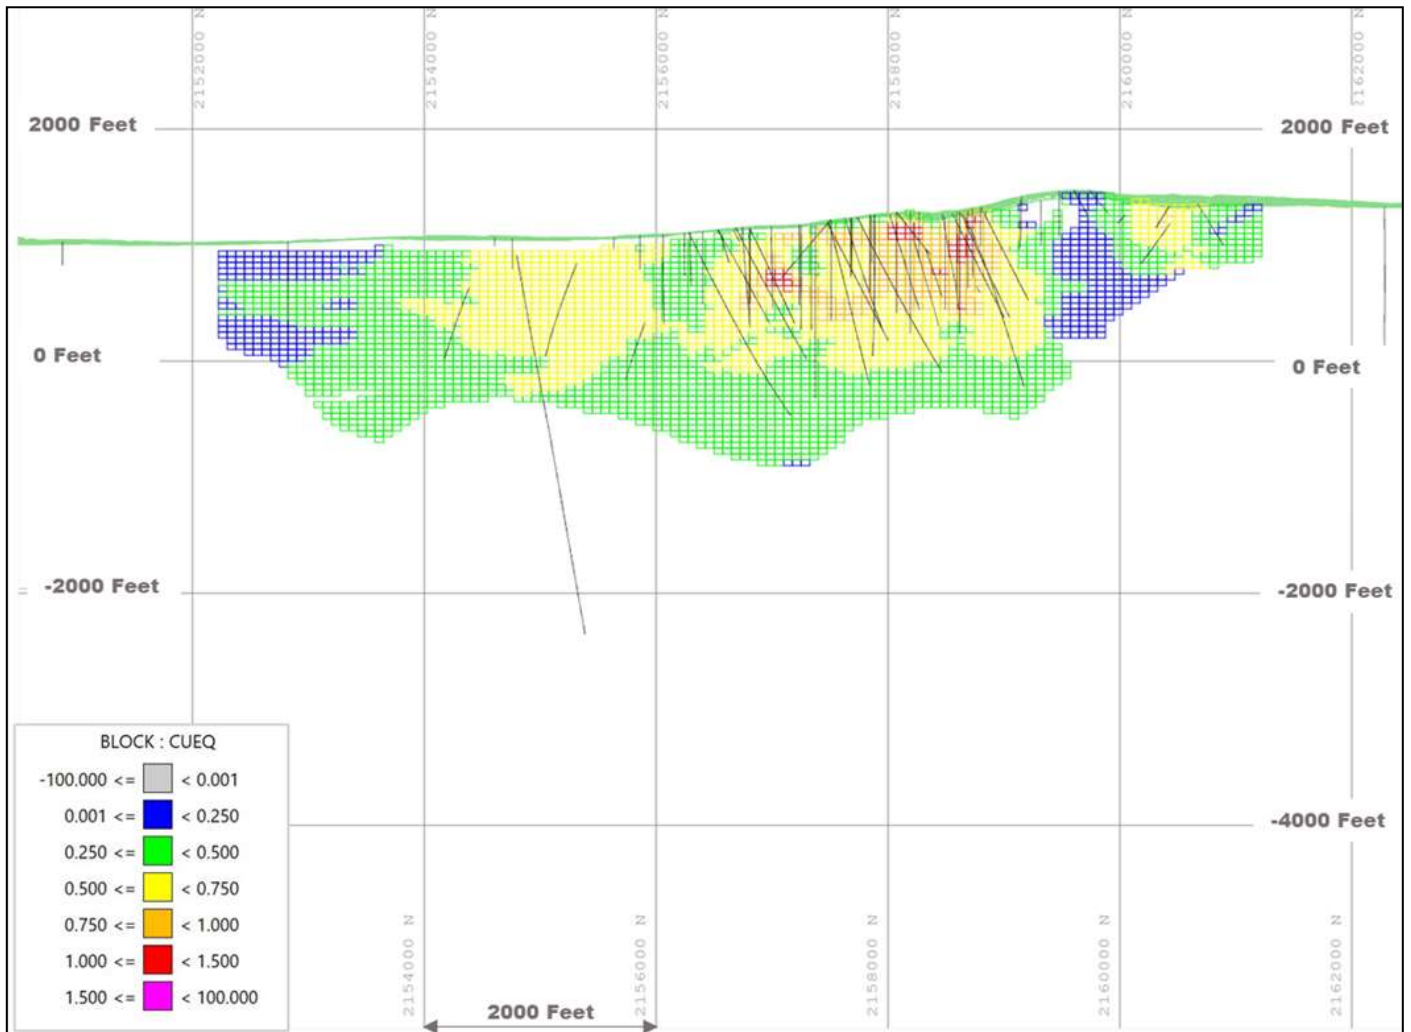 2152000 N
2154000 N
2156000 N
2158000 N
2160000 N
2162000 N
2000 Feet
2000 Feet
0 Feet
0 Feet
-2000 Feet
-2000 Feet
-4000 Feet
BLOCK : CUEQ
-100.000 <= < 0.001
0.001 <= < 0.250
0.250 <= < 0.500
0.500 <= < 0.750
0.750 <= < 1.000
1.000 <= < 1.500
1.500 <= < 100.000
2154000 N
2156000 N
2158000 N
2160000 N
2162000 N
2000 Feet